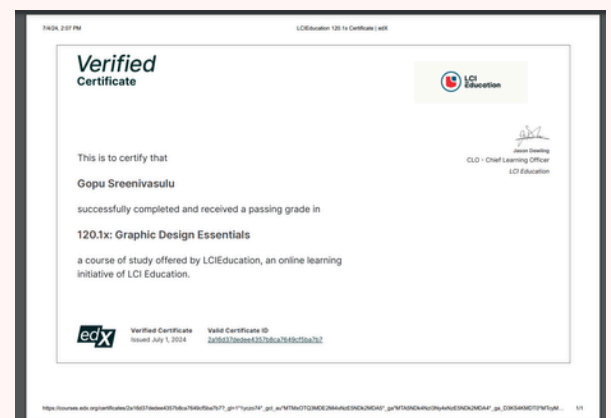 7/4/24, 2:07 PM
LCIEducation 120.1x Certificate | edX
Verified
Certificate
LCI
Education
Jason Dowling
CLO - Chief Learning Officer
LCI Education
This is to certify that
Gopu Sreenivasulu
successfully completed and received a passing grade in
120.1x: Graphic Design Essentials
a course of study offered by LCIEducation, an online learning
initiative of LCI Education.
edX
Verified Certificate
Issued July 1, 2024
Valid Certificate ID
1/1